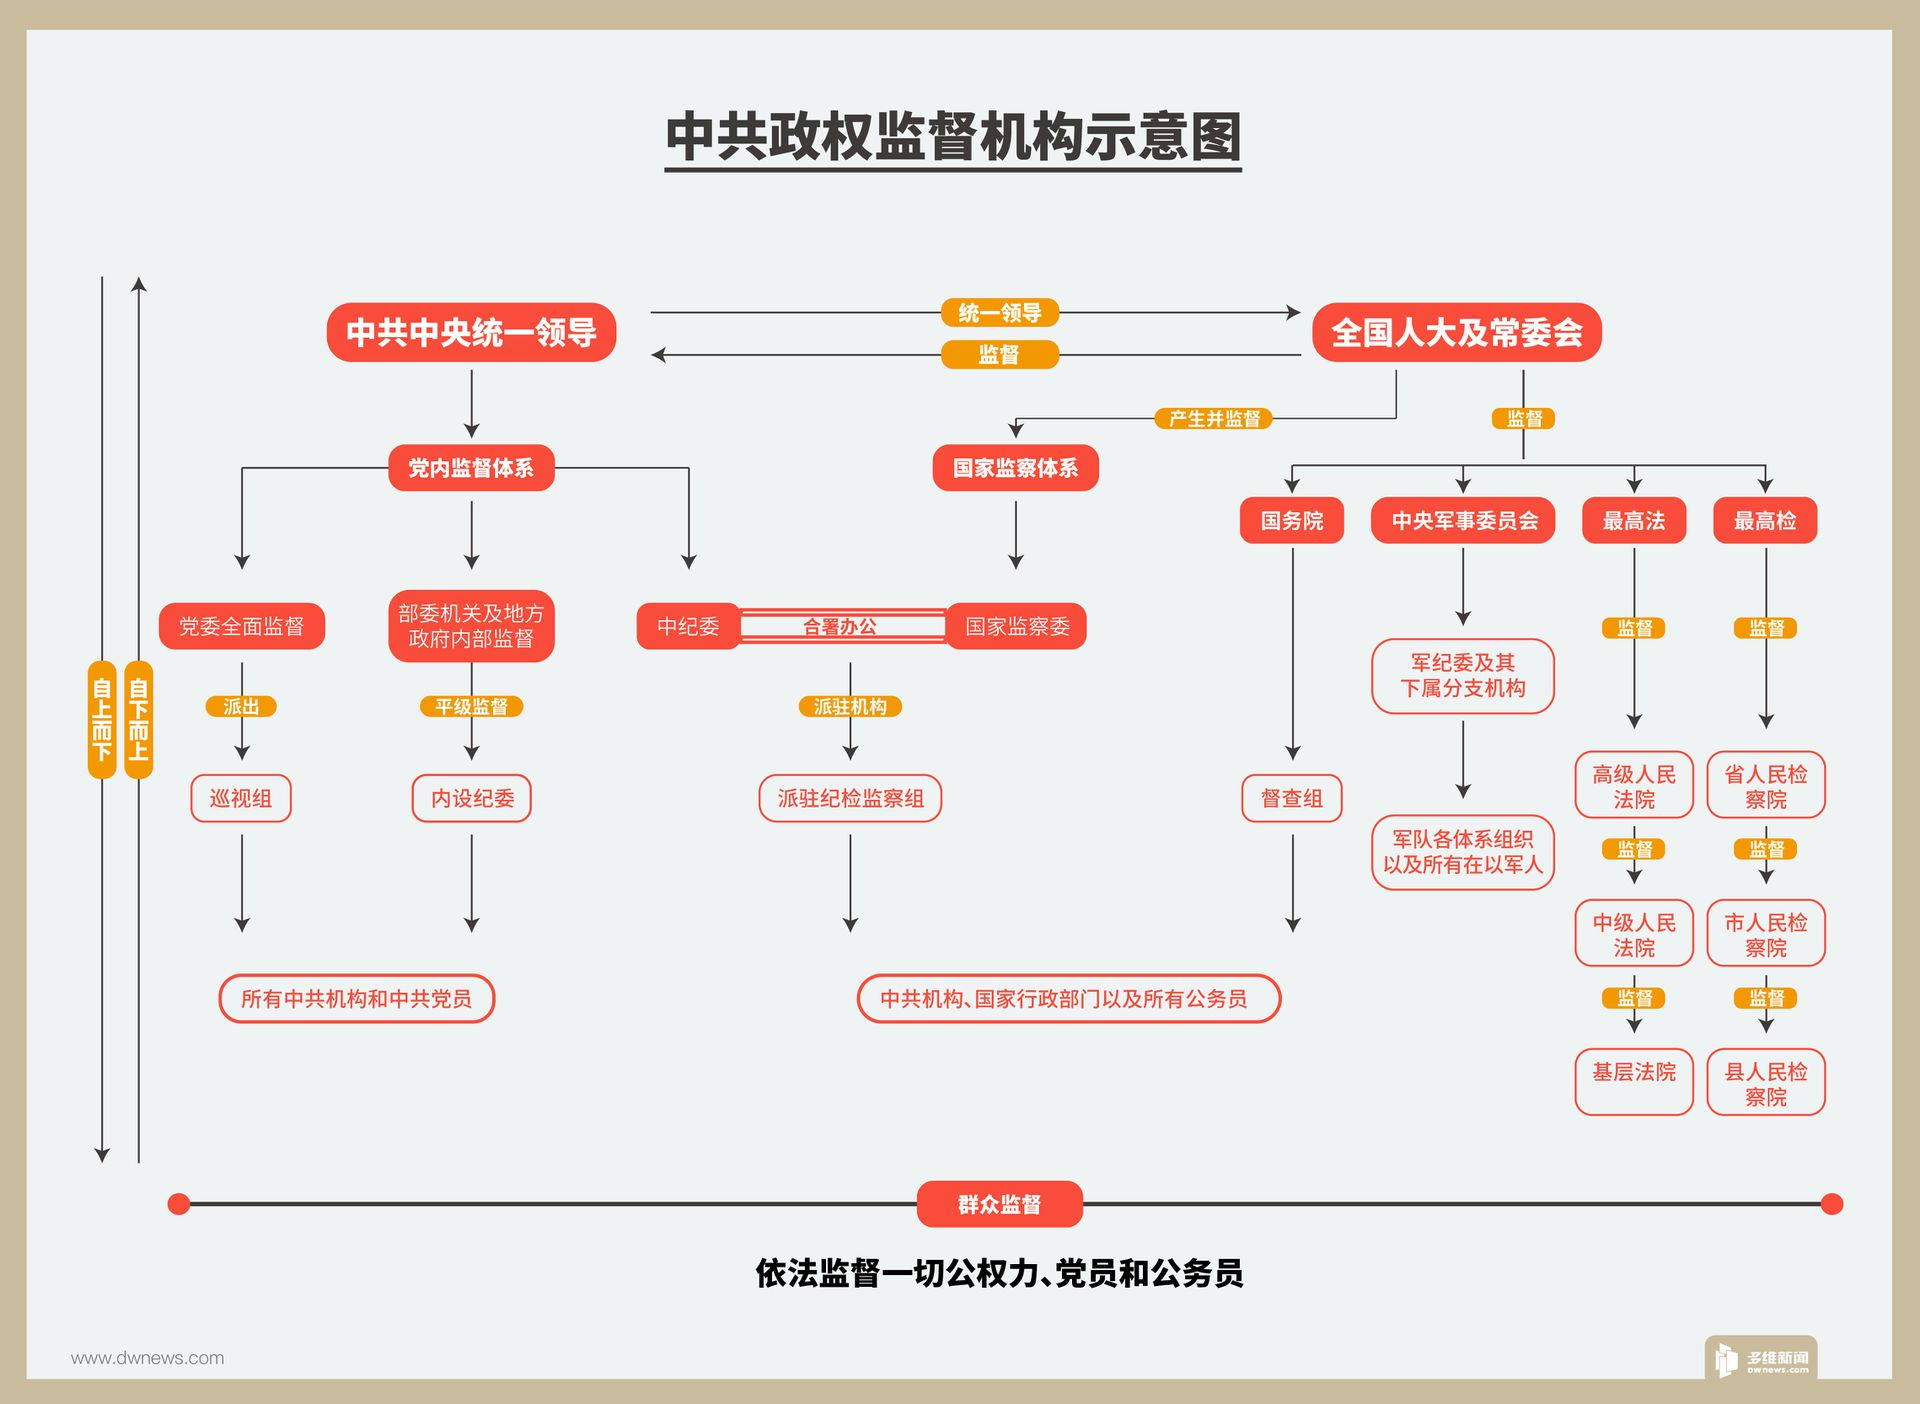 中共政权监督机构示意图
中共中央统一领导
统一领导
监督
全国人大及常委会
产生并监督
监督
党内监督体系
国家监察体系
国务院
中央军事委员会
最高法
最高检
党委全面监督
部委机关及地方
政府内部监督
中纪委
合署办公
国家监察委
监督
监督
自上而下
自下而上
派出
平级监督
派驻机构
军纪委及其
下属分支机构
巡视组
内设纪委
派驻纪检监察组
督查组
高级人民
法院
省人民检
察院
军队各体系组织
以及所有在以军人
监督
监督
中级人民
法院
市人民检
察院
所有中共机构和中共党员
中共机构、国家行政部门以及所有公务员
监督
监督
基层法院
县人民检
察院
群众监督
依法监督一切公权力、党员和公务员
www.dwnews.com
多维新闻
Dwnews.com